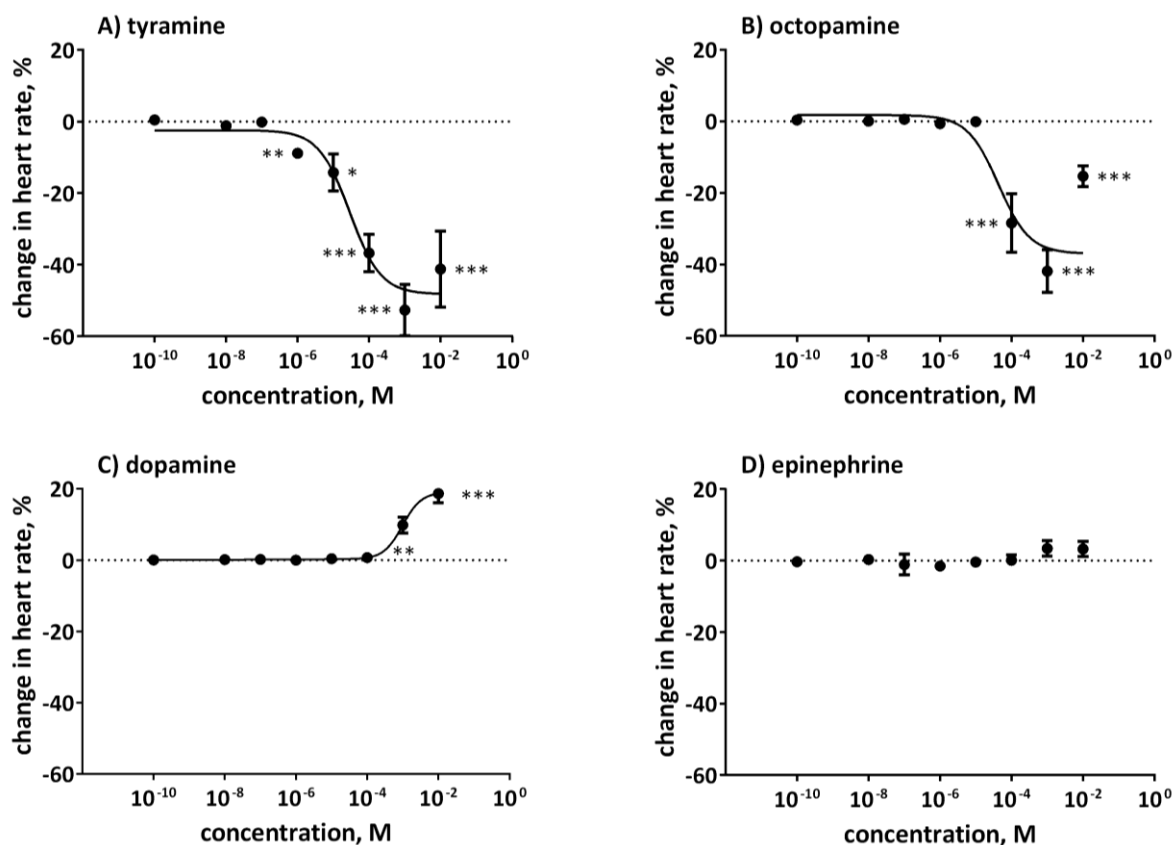 A) tyramine
change in heart rate, %
20
0
-20
-40
-60
**
*
***
***
***
10⁻¹⁰ 10⁻⁸ 10⁻⁶ 10⁻⁴ 10⁻² 10⁰
concentration, M
B) octopamine
change in heart rate, %
20
0
-20
-40
-60
***
***
***
10⁻¹⁰ 10⁻⁸ 10⁻⁶ 10⁻⁴ 10⁻² 10⁰
concentration, M
C) dopamine
change in heart rate, %
20
0
-20
-40
-60
***
**
10⁻¹⁰ 10⁻⁸ 10⁻⁶ 10⁻⁴ 10⁻² 10⁰
concentration, M
D) epinephrine
change in heart rate, %
20
0
-20
-40
-60
10⁻¹⁰ 10⁻⁸ 10⁻⁶ 10⁻⁴ 10⁻² 10⁰
concentration, M